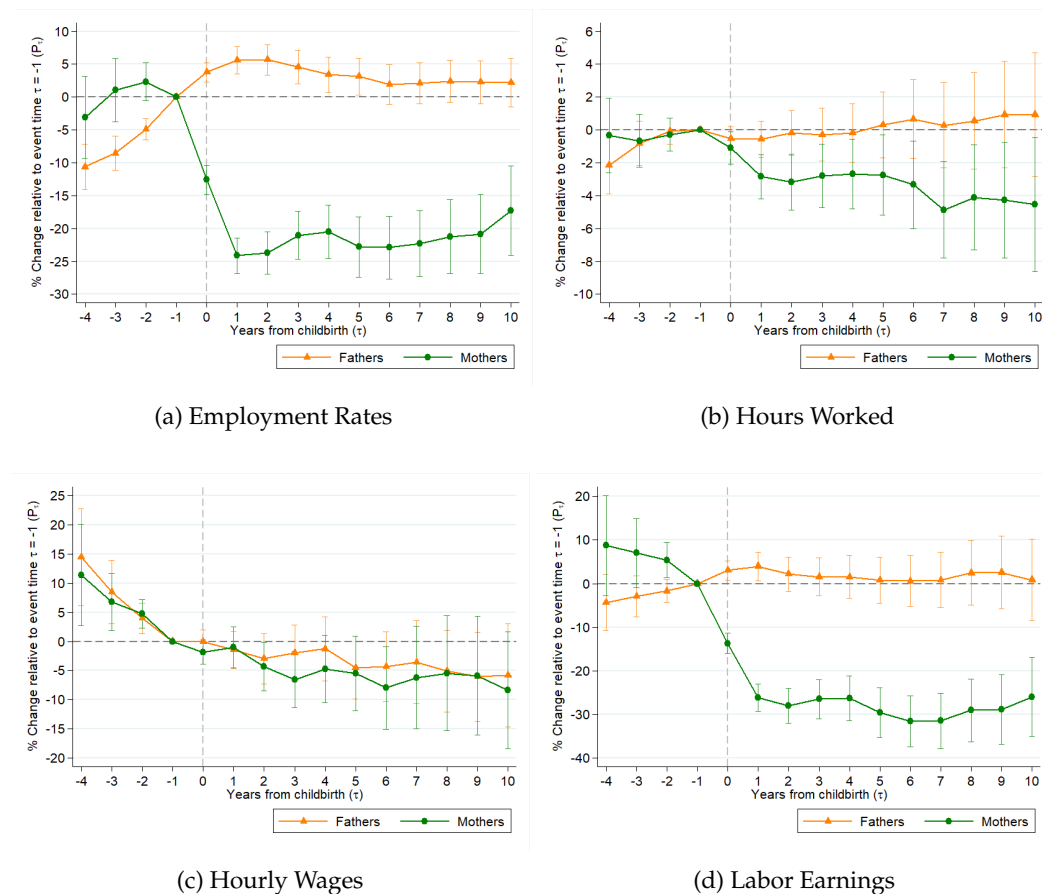 % Change relative to event time τ = -1 (Pτ)
10
5
0
-5
-10
-15
-20
-25
-30
-4 -3 -2 -1 0 1 2 3 4 5 6 7 8 9 10
Years from childbirth (τ)
Fathers Mothers
(a) Employment Rates
% Change relative to event time τ = -1 (Pτ)
6
4
2
0
-2
-4
-6
-8
-10
-4 -3 -2 -1 0 1 2 3 4 5 6 7 8 9 10
Years from childbirth (τ)
Fathers Mothers
(b) Hours Worked
% Change relative to event time τ = -1 (Pτ)
25
20
15
10
5
0
-5
-10
-15
-20
-4 -3 -2 -1 0 1 2 3 4 5 6 7 8 9 10
Years from childbirth (τ)
Fathers Mothers
(c) Hourly Wages
% Change relative to event time τ = -1 (Pτ)
20
10
0
-10
-20
-30
-40
-4 -3 -2 -1 0 1 2 3 4 5 6 7 8 9 10
Years from childbirth (τ)
Fathers Mothers
(d) Labor Earnings